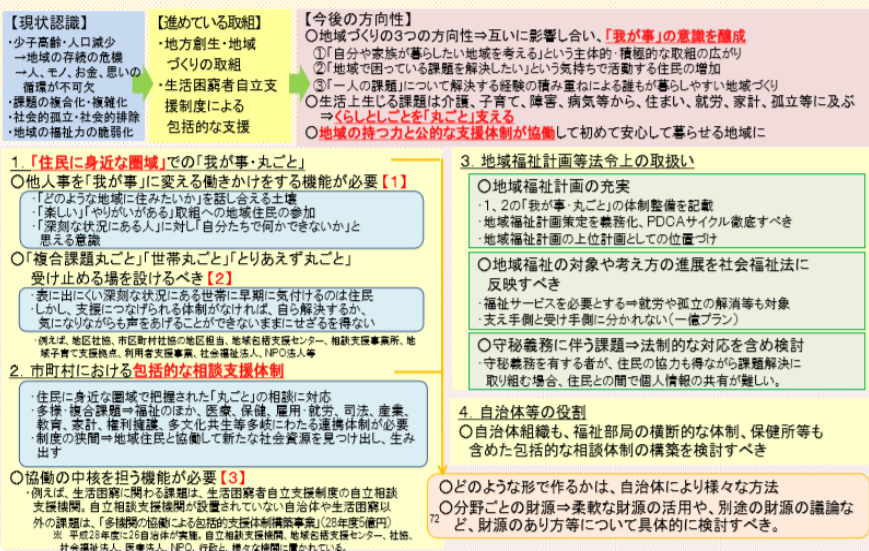 【現状認識】
・少子高齢・人口減少
→地域の存続の危機
→人、モノ、お金、思いの
循環が不可欠
・課題の複合化・複雑化
・社会的孤立・社会的排除
・地域の福祉力の脆弱化
【進めている取組】
・地方創生・地域
づくりの取組
・生活困窮者自立支
援制度による
包括的な支援
【今後の方向性】
○地域づくりの3つの方向性⇒互いに影響し合い、「我が事」の意識を醸成
①「自分や家族が暮らしたい地域を考える」という主体的・積極的な取組の広がり
②「地域で困っている課題を解決したい」という気持ちで活動する住民の増加
③「一人の課題」について解決する経験の積み重ねによる誰もが暮らしやすい地域づくり
○生活上生じる課題は介護、子育て、障害、病気等から、住まい、就労、家計、孤立等に及ぶ
⇒くらしとしごとを「丸ごと」支える
○地域の持つ力と公的な支援体制が協働して初めて安心して暮らせる地域に
1.「住民に身近な圏域」での「我が事・丸ごと」
○他人事を「我が事」に変える働きかけをする機能が必要【1】
・「どのような地域に住みたいか」を話し合える土壌
・「楽しい」「やりがいがある」取組への地域住民の参加
・「深刻な状況にある人」に対し「自分たちで何かできないか」と
思える意識
○「複合課題丸ごと」「世帯丸ごと」「とりあえず丸ごと」
受け止める場を設けるべき【2】
・表に出にくい深刻な状況にある世帯に早期に気付けるのは住民
・しかし、支援につなげられる体制がなければ、自ら解決するか、
気になりながらも声をあげることができないままにせざるを得ない
・例えば、地区社協、市区町村社協の地区担当、地域包括支援センター、相談支援事業所、地
域子育て支援拠点、利用者支援事業、社会福祉法人、NPO法人等
2.市町村における包括的な相談支援体制
・住民に身近な圏域で把握された「丸ごと」の相談に対応
・多様・複合課題⇒福祉のほか、医療、保健、雇用・就労、司法、産業、
教育、家計、権利擁護、多文化共生等多岐にわたる連携体制が必要
・制度の狭間⇒地域住民と協働して新たな社会資源を見つけ出し、生み
出す
○協働の中核を担う機能が必要【3】
・例えば、生活困窮に関わる課題は、生活困窮者自立支援制度の自立相談
支援機関。自立相談支援機関が設置されていない自治体や生活困窮以
外の課題は、「多機関の協働による包括的支援体制構築事業」(28年度5億円)
※ 平成28年度に26自治体が実施。自立相談支援機関、地域包括支援センター、社協、
社会福祉法人、医療法人、NPO、行政と、様々な機関に置かれている。
3.地域福祉計画等法令上の取扱い
○地域福祉計画の充実
・1、2の「我が事・丸ごと」の体制整備を記載
・地域福祉計画策定を義務化、PDCAサイクル徹底すべき
・地域福祉計画の上位計画としての位置づけ
○地域福祉の対象や考え方の進展を社会福祉法に
反映すべき
・福祉サービスを必要とする⇒就労や孤立の解消等も対象
・支え手側と受け手側に分かれない(一億プラン)
○守秘義務に伴う課題⇒法制的な対応を含め検討
・守秘義務を有する者が、住民の協力も得ながら課題解決に
取り組む場合、住民との間で個人情報の共有が難しい。
4.自治体等の役割
○自治体組織も、福祉部局の横断的な体制、保健所等も
含めた包括的な相談体制の構築を検討すべき
○どのような形で作るかは、自治体により様々な方法
○分野ごとの財源⇒柔軟な財源の活用や、別途の財源の議論な
ど、財源のあり方等について具体的に検討すべき。
72